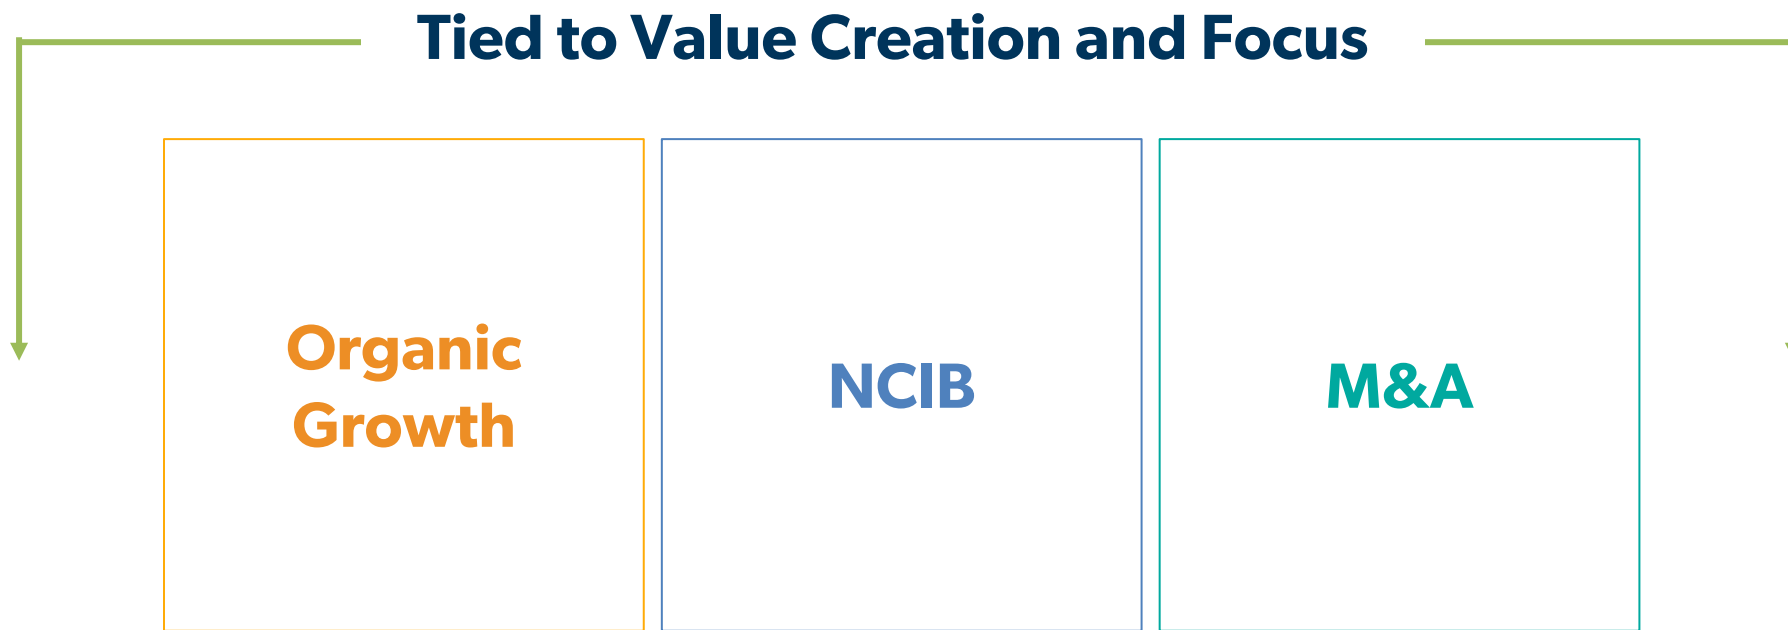 Tied to Value Creation and Focus
Organic
Growth
NCIB
M&A